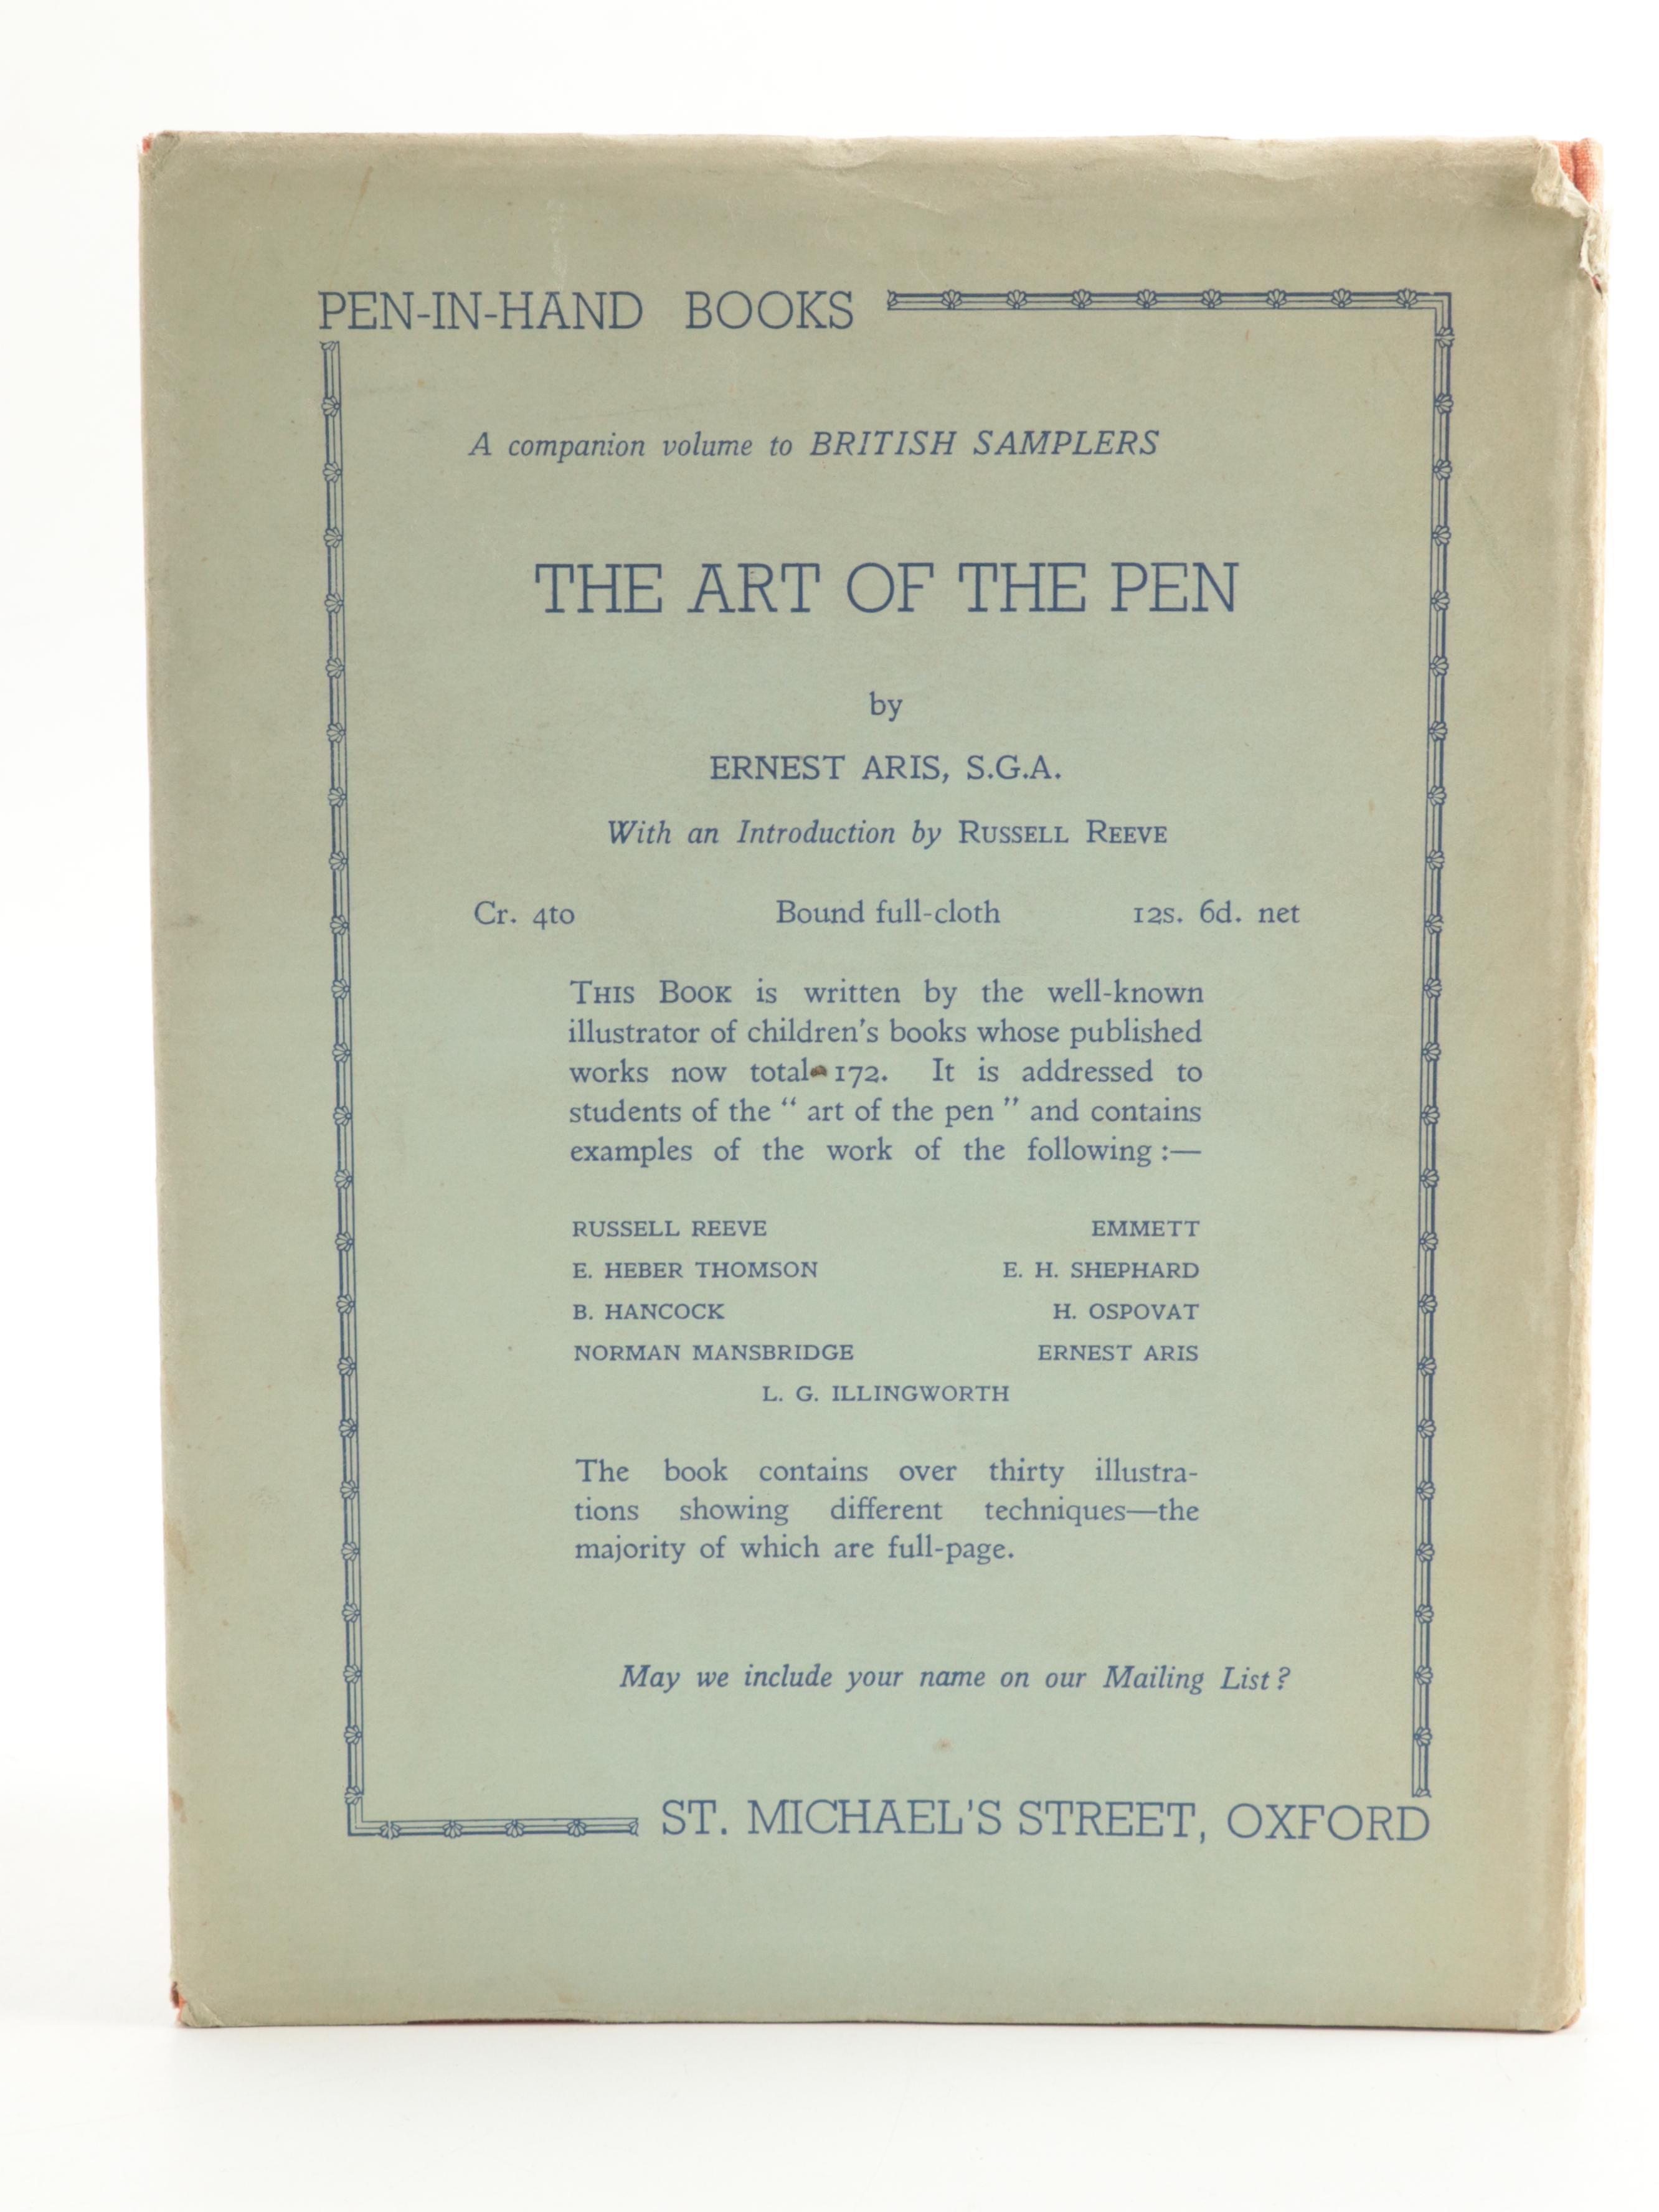 PEN-IN-HAND BOOKS
A companion volume to BRITISH SAMPLERS
THE ART OF THE PEN
by
ERNEST ARIS, S.G.A.
With an Introduction by RUSSELL REEVE
Cr. 4to Bound full-cloth 12s. 6d. net
THIS BOOK is written by the well-known
illustrator of children's books whose published
works now total 172. It is addressed to
students of the " art of the pen " and contains
examples of the work of the following :—
RUSSELL REEVE EMMETT
E. HEBER THOMSON E. H. SHEPHARD
B. HANCOCK H. OSPOVAT
NORMAN MANSBRIDGE ERNEST ARIS
L. G. ILLINGWORTH
The book contains over thirty illustra-
tions showing different techniques—the
majority of which are full-page.
May we include your name on our Mailing List ?
ST. MICHAEL'S STREET, OXFORD